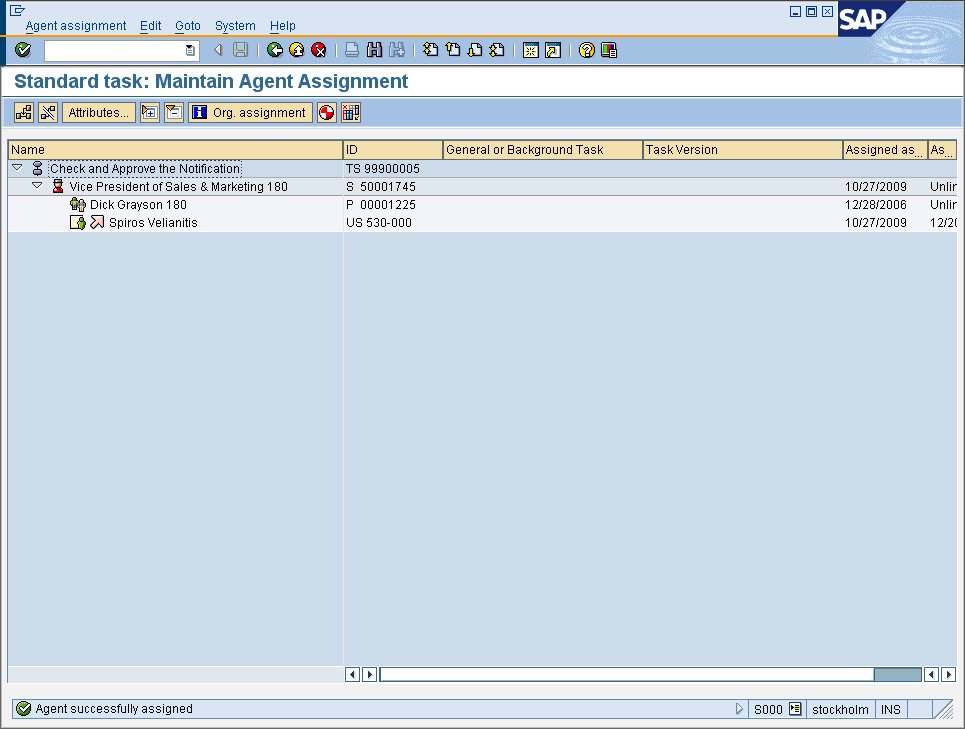 Agent assignment Edit Goto System Help
SAP
Standard task: Maintain Agent Assignment
Attributes... Org. assignment
Name ID General or Background Task Task Version Assigned as... As...
Check and Approve the Notification TS 99900005
Vice President of Sales & Marketing 180 S 50001745 10/27/2009 Unlir
Dick Grayson 180 P 00001225 12/28/2006 Unlir
Spiros Velianitis US 530-000 10/27/2009 12/20
Agent successfully assigned S000 stockholm INS